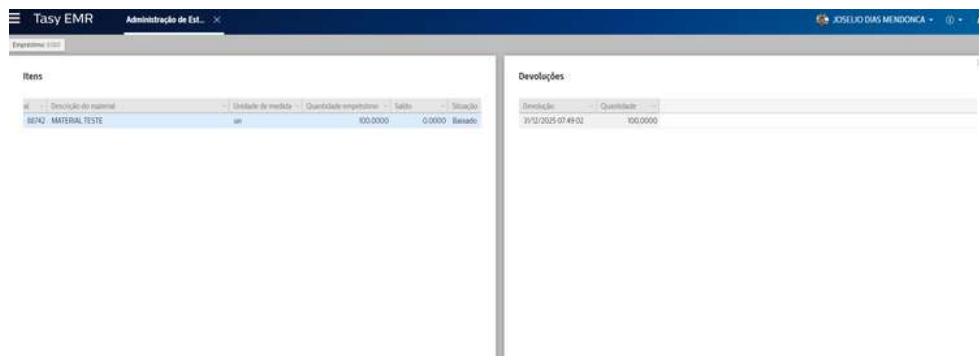 Tasy EMR
Administração de Est...
JOSELIO DIAS MENDONCA
Empréstimo
Itens
Descrição do material Unidade de medida Quantidade empréstimo Saldo Situação
88742 MATERIAL TESTE un 100.0000 0.0000 Baixado
Devoluções
Devolução Quantidade
31/12/2025 07:49:02 100.0000